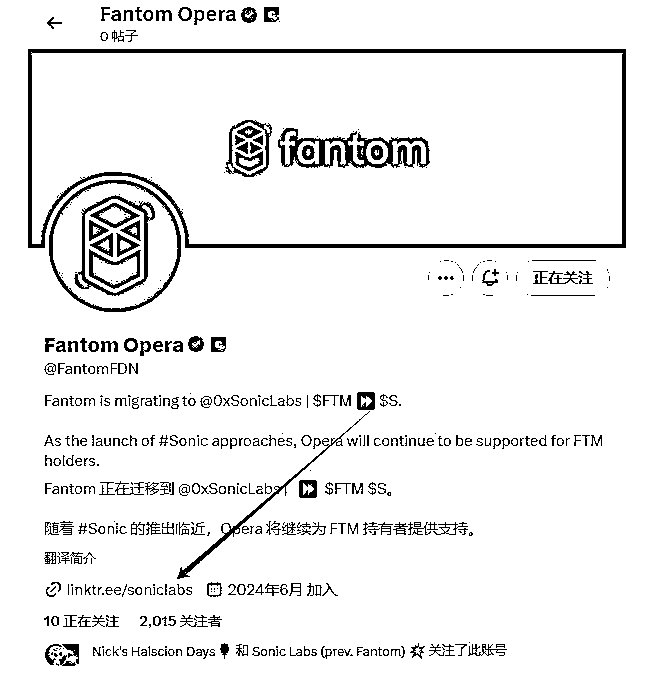 Fantom Opera
0 帖子
fantom
正在关注
Fantom Opera
@FantomFDN
Fantom is migrating to @0xSonicLabs | $FTM ⏩ $S.
As the launch of #Sonic approaches, Opera will continue to be supported for FTM
holders.
Fantom 正在迁移到 @0xSonicLabs | ⏩ $FTM $S。
随着 #Sonic 的推出临近，Opera 将继续为 FTM 持有者提供支持。
翻译简介
linktr.ee/soniclabs 2024年6月 加入
10 正在关注 2,015 关注者
Nick's Halscion Days 和 Sonic Labs (prev. Fantom) 关注了此账号